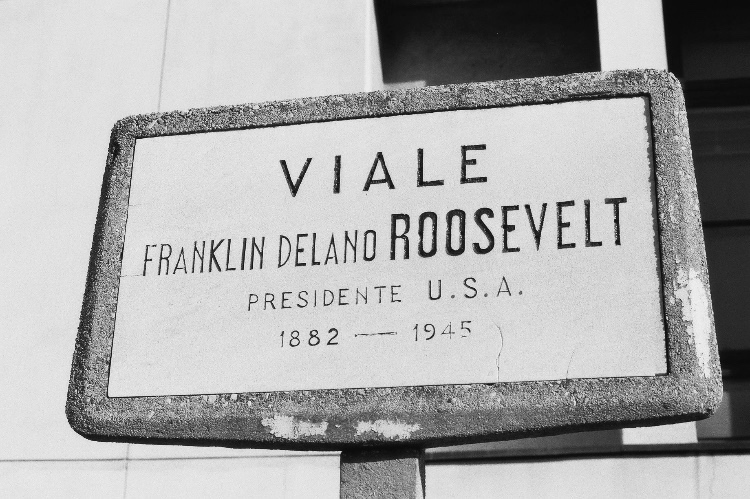 VIALE
FRANKLIN DELANO ROOSEVELT
PRESIDENTE U.S.A.
1882 — 1945